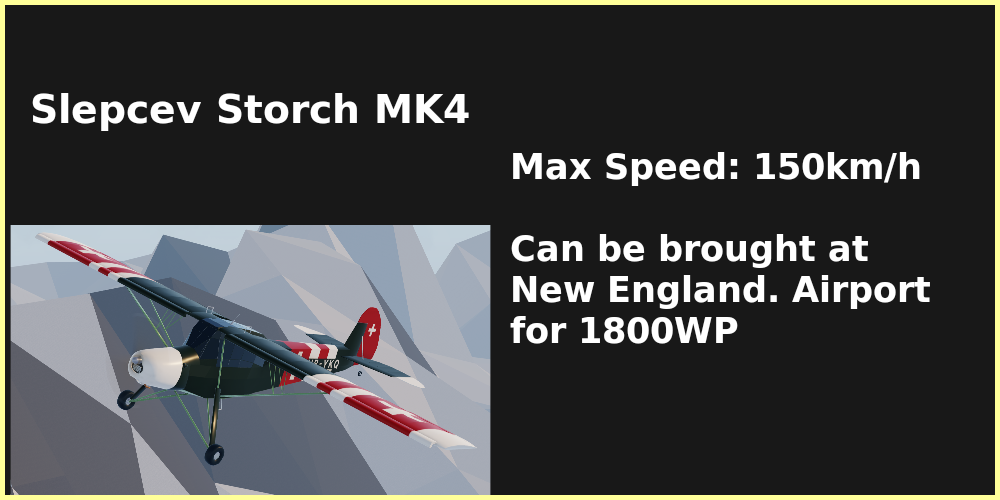 Slepcev Storch MK4
Max Speed: 150km/h
Can be brought at
New England. Airport
for 1800WP